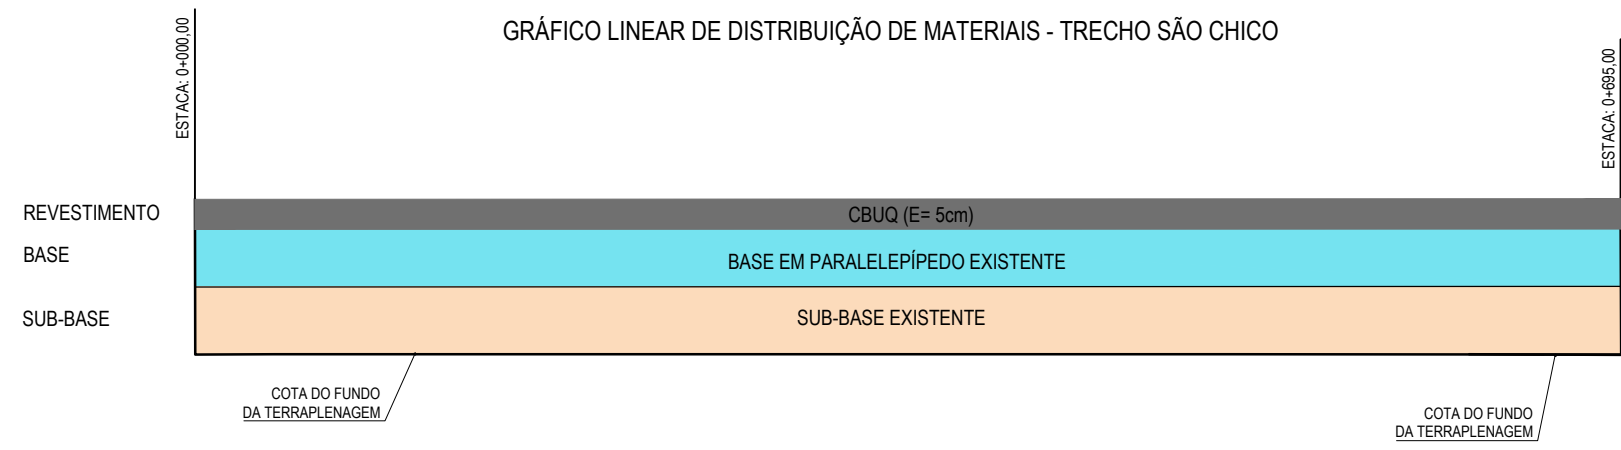 GRÁFICO LINEAR DE DISTRIBUIÇÃO DE MATERIAIS - TRECHO SÃO CHICO
ESTACA: 0+000,00
ESTACA: 0+695,00
REVESTIMENTO
CBUQ (E= 5cm)
BASE
BASE EM PARALELEPÍPEDO EXISTENTE
SUB-BASE
SUB-BASE EXISTENTE
COTA DO FUNDO
DA TERRAPLENAGEM
COTA DO FUNDO
DA TERRAPLENAGEM